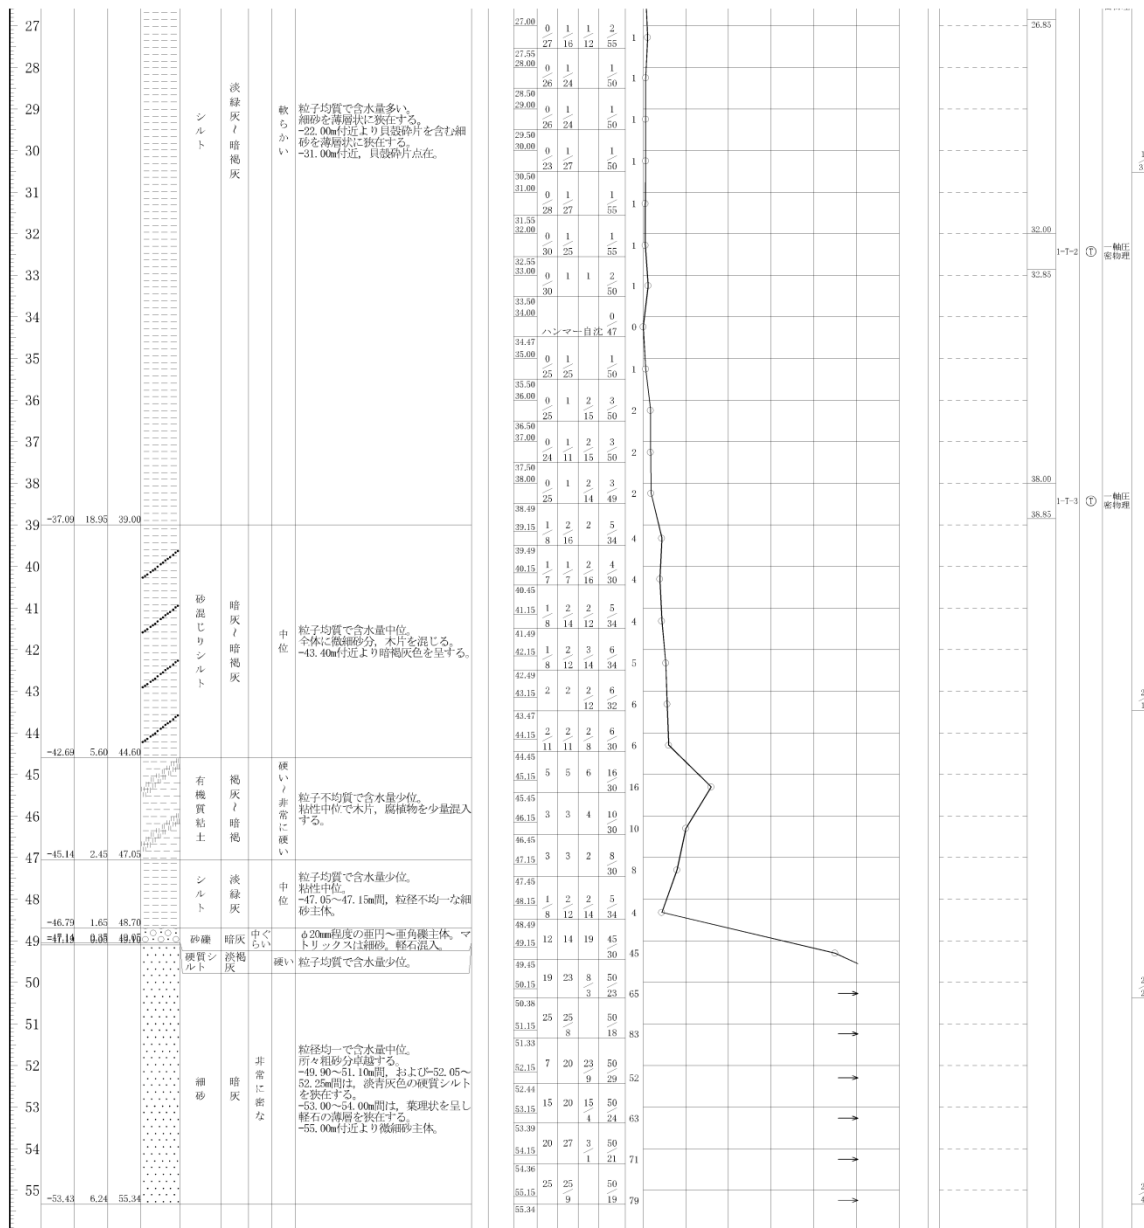 27
28
29
30
31
32
33
34
35
36
37
38
39
40
41
42
43
44
45
46
47
48
49
50
51
52
53
54
55
-37.09 18.95 39.00
-42.69 5.60 44.60
-45.14 2.45 47.05
-46.79 1.65 48.70
-53.43 6.24 55.34
シルト
淡緑灰~暗褐灰
軟らかい
粒子均質で含水量多い。
細砂を薄層状に狭在する。
-22.00m付近より貝殻砕片を含む細
砂を薄層状に狭在する。
-31.00m付近, 貝殻砕片点在。
砂混じりシルト
暗灰~暗褐灰
中位
粒子均質で含水量中位。
全体に微細砂分, 木片を混じる。
-43.40m付近より暗褐灰色を呈する。
有機質粘土
褐灰~暗褐
硬い~非常に硬い
粒子不均質で含水量少位。
粘性中位で木片, 腐植物を少量混入
する。
シルト
淡緑灰
中位
粒子均質で含水量少位。
粘性中位。
-47.05~47.15m間, 粒径不均一な細
砂主体。
砂礫
暗灰
中ぐらい
φ20mm程度の亜円~亜角礫主体。マ
トリックスは細砂。軽石混入。
硬質シルト
淡褐灰
硬い
粒子均質で含水量少位。
細砂
暗灰
非常に密な
粒径均一で含水量中位。
所々粗砂分卓越する。
-49.90~51.10m間, および-52.05~
52.25m間は, 淡青灰色の硬質シルト
を狭在する。
-53.00~54.00m間は, 葉理状を呈し
軽石の薄層を狭在する。
-55.00m付近より微細砂主体。
27.00 0/27 1/16 1/12 2/55 1
27.55
28.00 0/26 1/24 1/50 1
28.50
29.00 0/26 1/24 1/50 1
29.50
30.00 0/23 1/27 1/50 1
30.50
31.00 0/28 1/27 1/55 1
31.55
32.00 0/30 1/25 1/55 1
32.55
33.00 0/30 1 1 2/50 1
33.50
34.00 ハンマー自沈 0/47 0
34.47
35.00 0/25 1/25 1/50 1
35.50
36.00 0/25 1 2/15 3/50 2
36.50
37.00 0/24 1/11 2/15 3/50 2
37.50
38.00 0/25 1 2/14 3/49 2
38.49
39.15 1/8 2/16 2 5/34 4
39.49
40.15 1/7 1/7 2/16 4/30 4
40.45
41.15 1/8 2/14 2/12 5/34 4
41.49
42.15 1/8 2/12 3/14 6/34 5
42.49
43.15 2 2 2/12 6/32 6
43.47
44.15 2/11 2/11 2/8 6/30 6
44.45
45.15 5 5 6 16/30 16
45.45
46.15 3 3 4 10/30 10
46.45
47.15 3 3 2 8/30 8
47.45
48.15 1/8 2/12 2/14 5/34 4
48.49
49.15 12 14 19 45/30 45
49.45
50.15 19 23 8/3 50/23 65
50.38
51.15 25 25/8 50/18 83
51.33
52.15 7 20 23/9 50/29 52
52.44
53.15 15 20 15/4 50/24 63
53.39
54.15 20 27 3/1 50/21 71
54.36
55.15 25 25/9 50/19 79
55.34
26.85
32.00
1-T-2 Ⓣ 一軸圧
密物理
32.85
38.00
1-T-3 Ⓣ 一軸圧
密物理
38.85